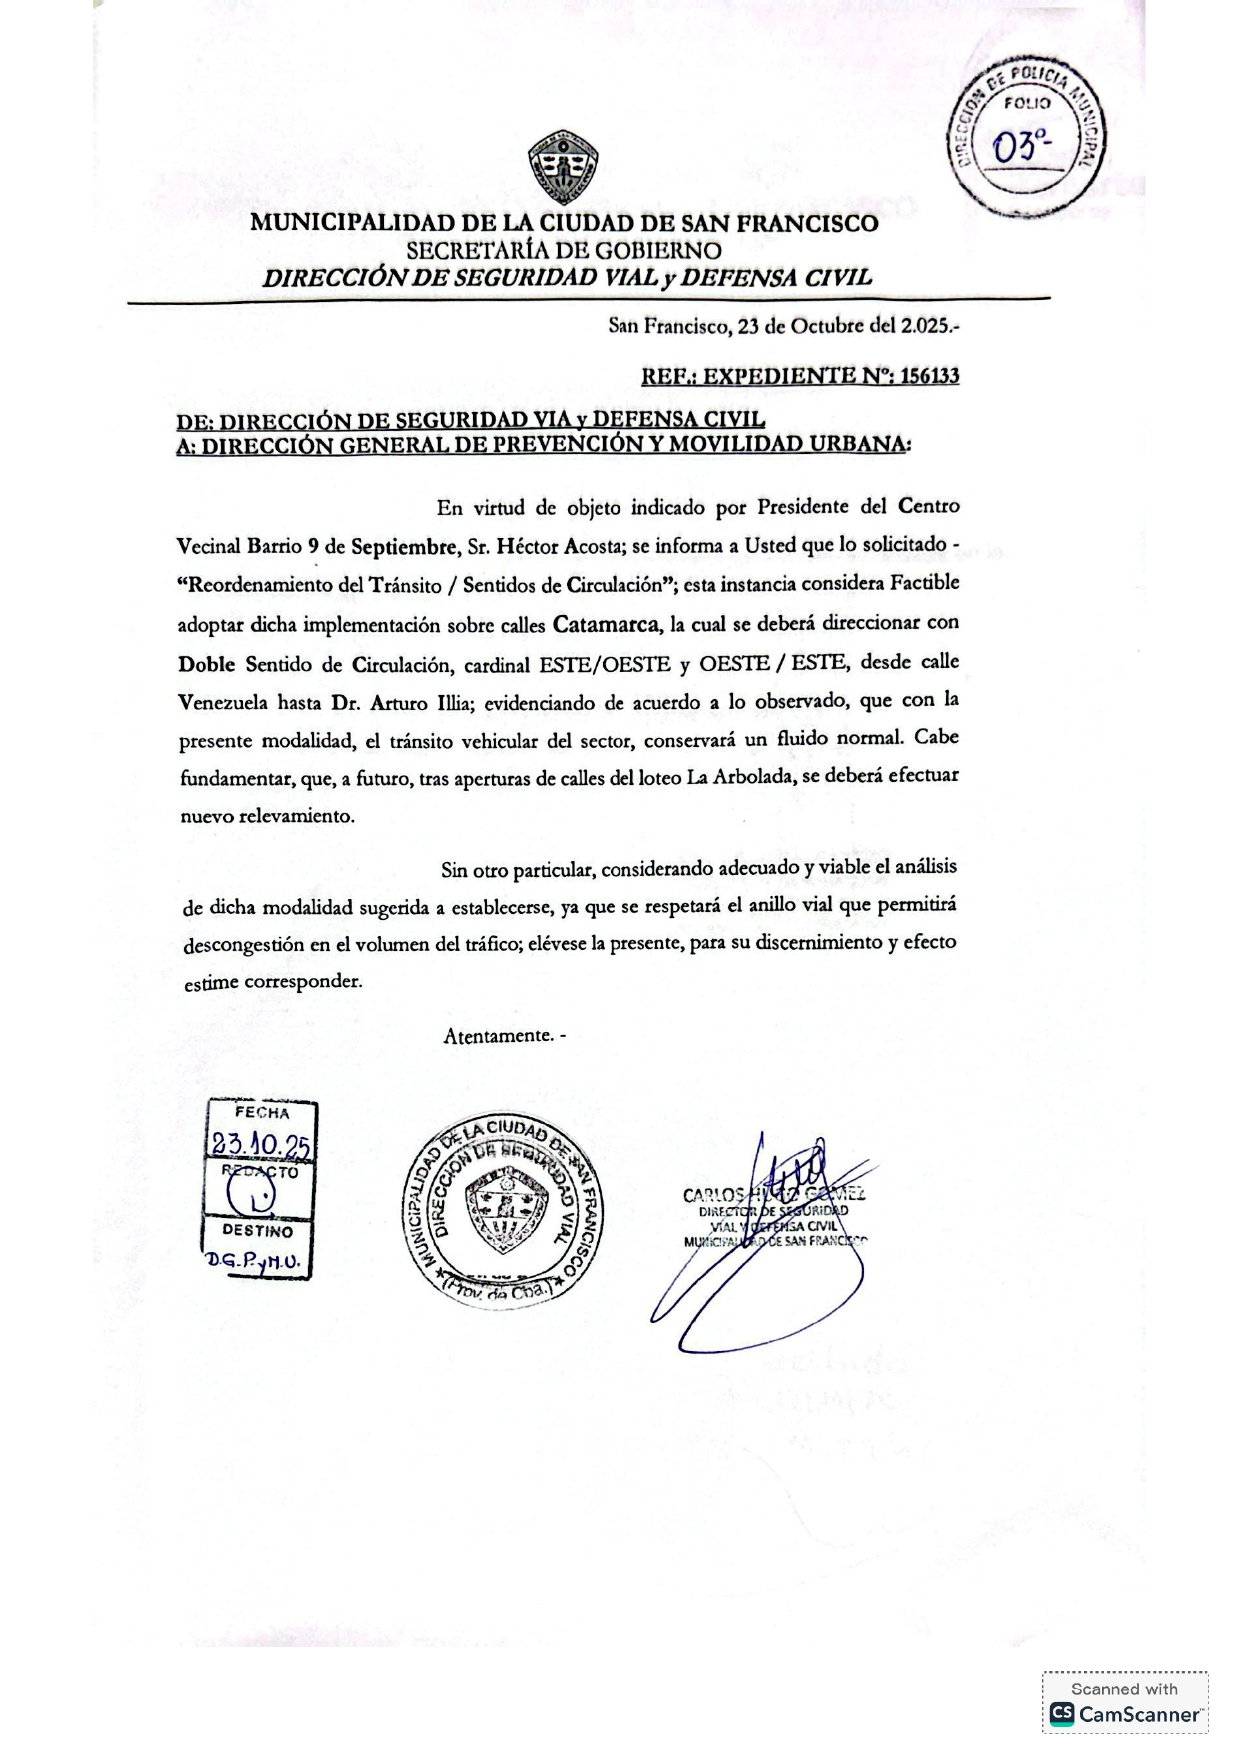 DIRECCION DE POLICIA MUNICIPAL
FOLIO
03º-
MUNICIPALIDAD DE LA CIUDAD DE SAN FRANCISCO
SECRETARÍA DE GOBIERNO
DIRECCIÓN DE SEGURIDAD VIAL y DEFENSA CIVIL
San Francisco, 23 de Octubre del 2.025.-
REF.: EXPEDIENTE Nº: 156133
DE: DIRECCIÓN DE SEGURIDAD VIA y DEFENSA CIVIL
A: DIRECCIÓN GENERAL DE PREVENCIÓN Y MOVILIDAD URBANA:
En virtud de objeto indicado por Presidente del Centro
Vecinal Barrio 9 de Septiembre, Sr. Héctor Acosta; se informa a Usted que lo solicitado -
“Reordenamiento del Tránsito / Sentidos de Circulación”; esta instancia considera Factible
adoptar dicha implementación sobre calles Catamarca, la cual se deberá direccionar con
Doble Sentido de Circulación, cardinal ESTE/OESTE y OESTE / ESTE, desde calle
Venezuela hasta Dr. Arturo Illia; evidenciando de acuerdo a lo observado, que con la
presente modalidad, el tránsito vehicular del sector, conservará un fluido normal. Cabe
fundamentar, que, a futuro, tras aperturas de calles del loteo La Arbolada, se deberá efectuar
nuevo relevamiento.
Sin otro particular, considerando adecuado y viable el análisis
de dicha modalidad sugerida a establecerse, ya que se respetará el anillo vial que permitirá
descongestión en el volumen del tráfico; elévese la presente, para su discernimiento y efecto
estime corresponder.
Atentamente. -
FECHA
23.10.25
REDACTO
DESTINO
D.G.P.yM.U.
MUNICIPALIDAD DE LA CIUDAD DE SAN FRANCISCO
DIRECCION DE SEGURIDAD VIAL
(Prov. de Cba.)
CARLOS HUGO GOMEZ
DIRECTOR DE SEGURIDAD
VIAL Y DEFENSA CIVIL
MUNICIPALIDAD DE SAN FRANCISCO
Scanned with
CS CamScanner